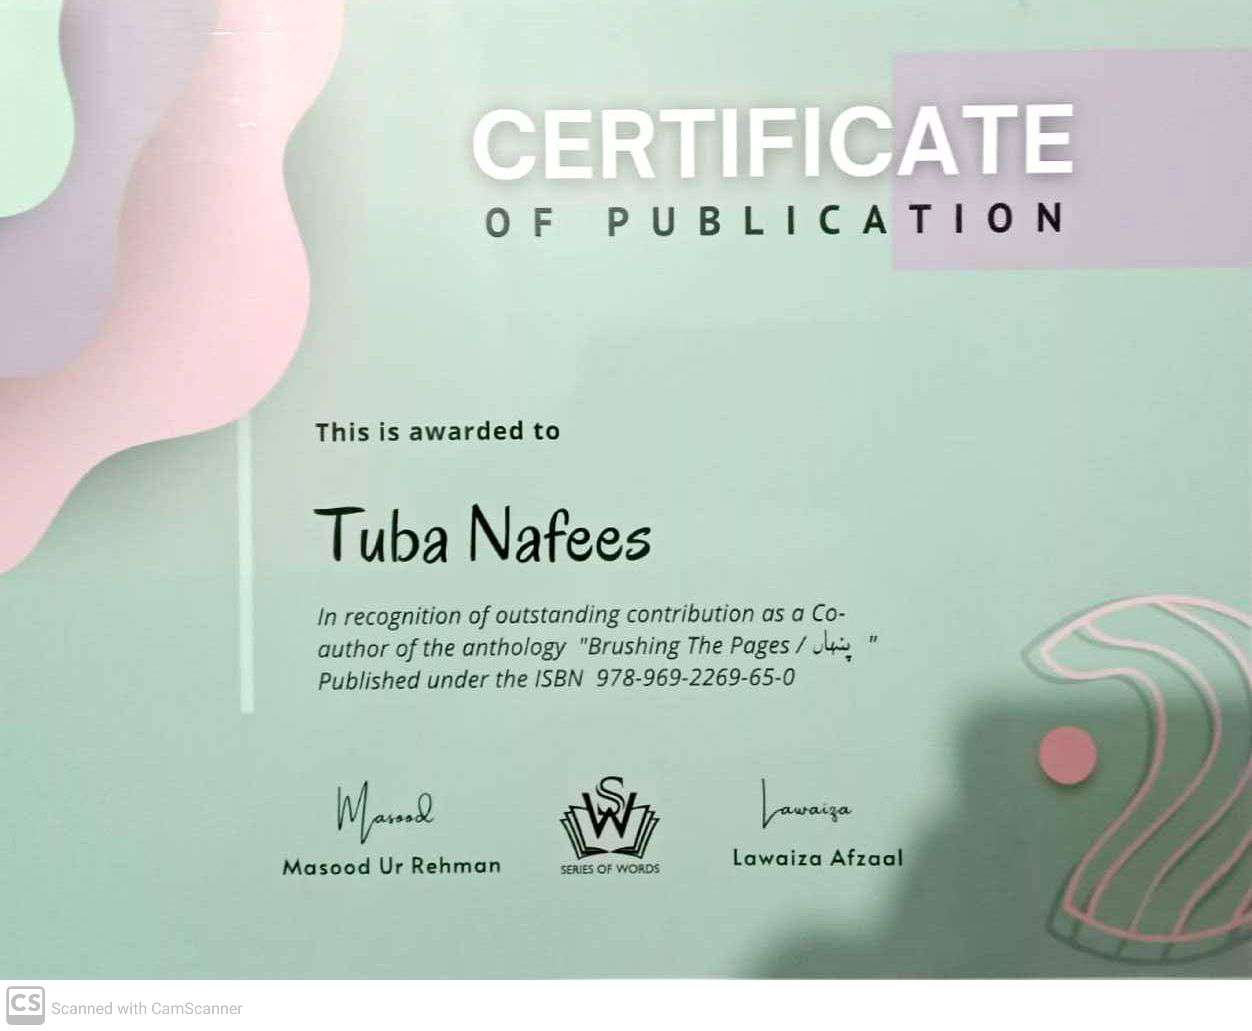 CERTIFICATE
OF PUBLICATION
This is awarded to
Tuba Nafees
In recognition of outstanding contribution as a Co-
author of the anthology "Brushing The Pages / پنہاں "
Published under the ISBN 978-969-2269-65-0
Masood
Masood Ur Rehman
SW
SERIES OF WORDS
Lawaiza
Lawaiza Afzaal
CS Scanned with CamScanner